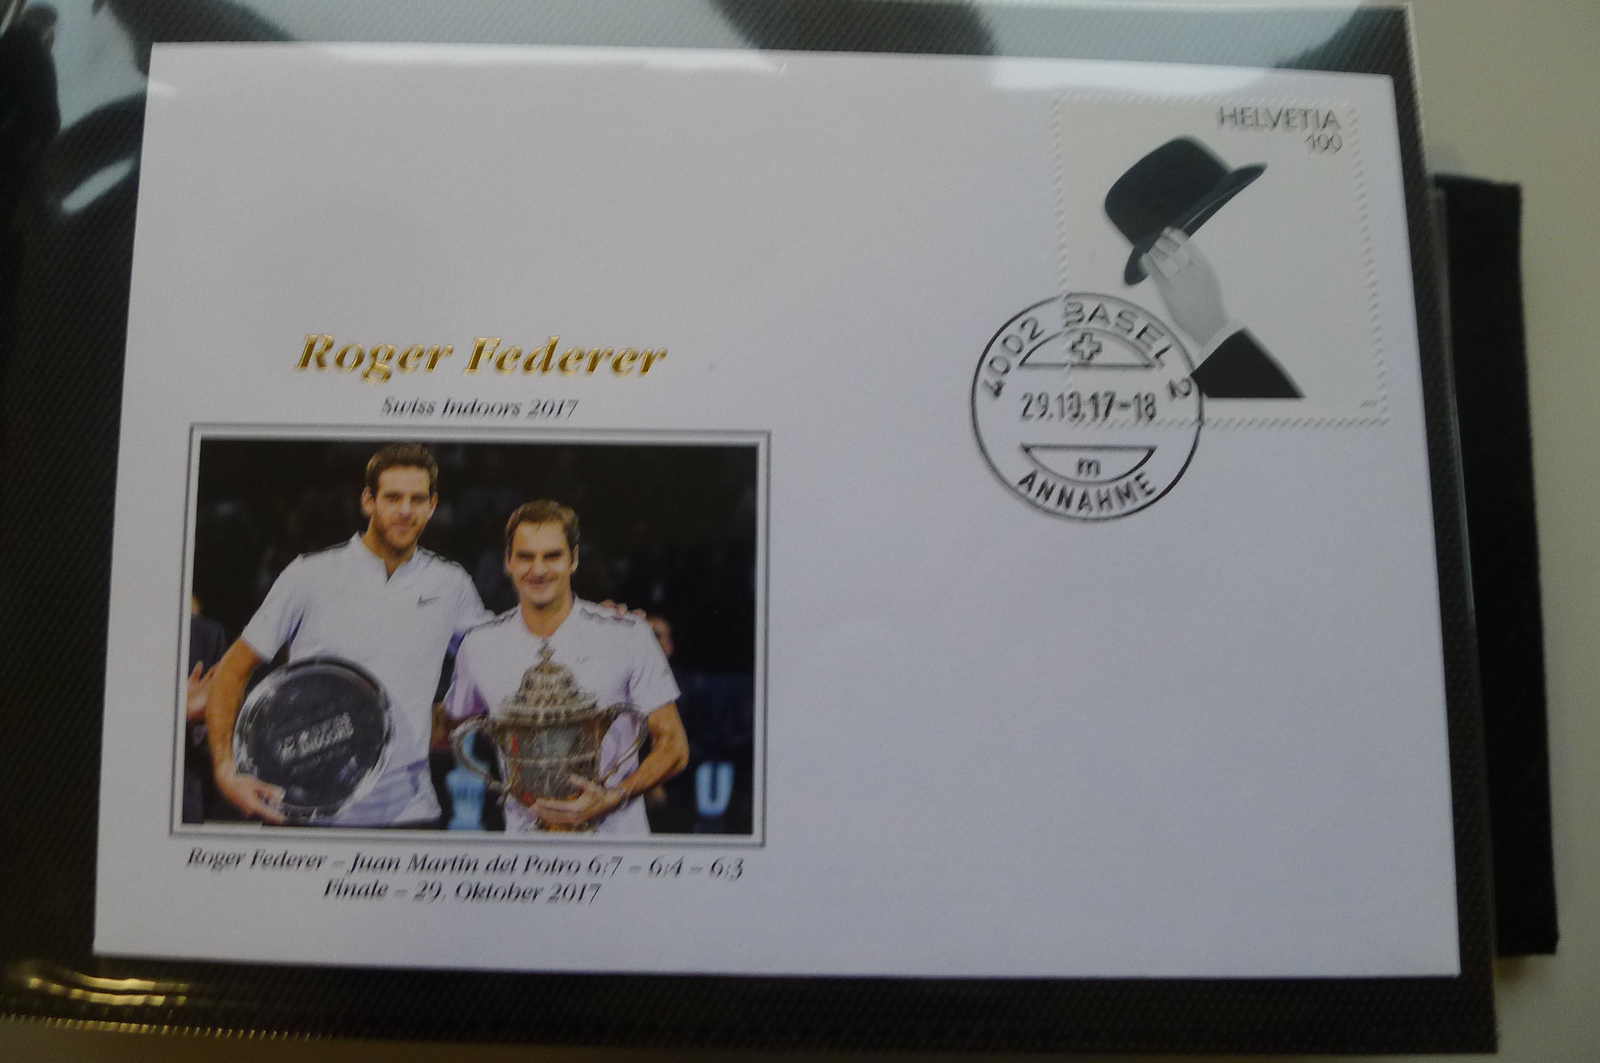 HELVETIA
100
4002 BASEL 2
29.10.17-18
m
ANNAHME
Roger Federer
Swiss Indoors 2017
U
Roger Federer – Juan Martín del Potro 6:7 – 6:4 – 6:3
Finale – 29. Oktober 2017